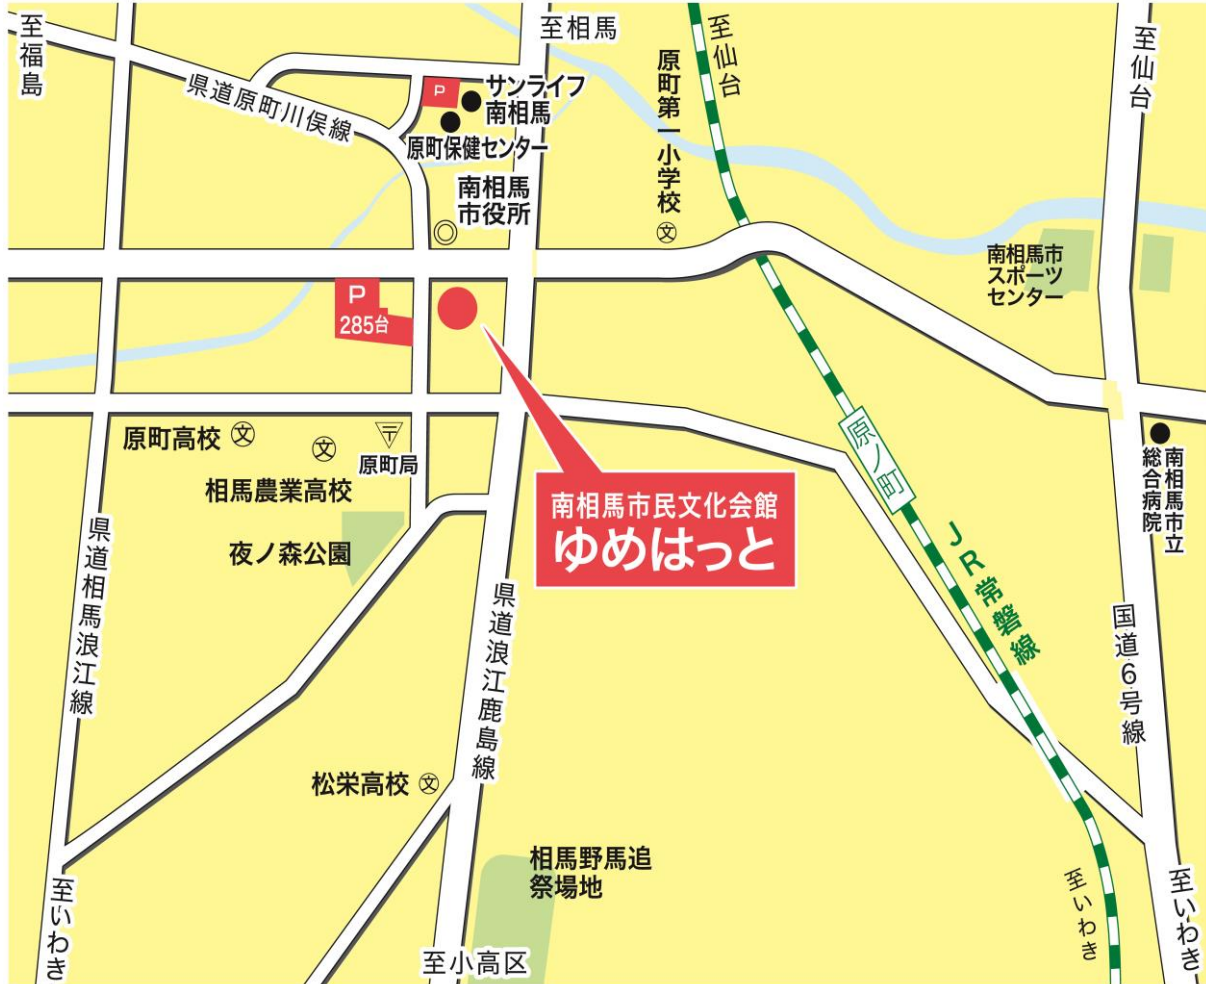 至福島
県道原町川俣線
至相馬
P
サンライフ
南相馬
原町保健センター
南相馬
市役所
原町第一小学校
文
至仙台
至仙台
南相馬市
スポーツ
センター
P
285台
原町高校
文
文
相馬農業高校
〒
原町局
夜ノ森公園
南相馬市民文化会館
ゆめはっと
原ノ町
JR常磐線
南相馬市立
総合病院
国道6号線
県道相馬浪江線
県道浪江鹿島線
松栄高校
文
相馬野馬追
祭場地
至いわき
至小高区
至いわき
至いわき